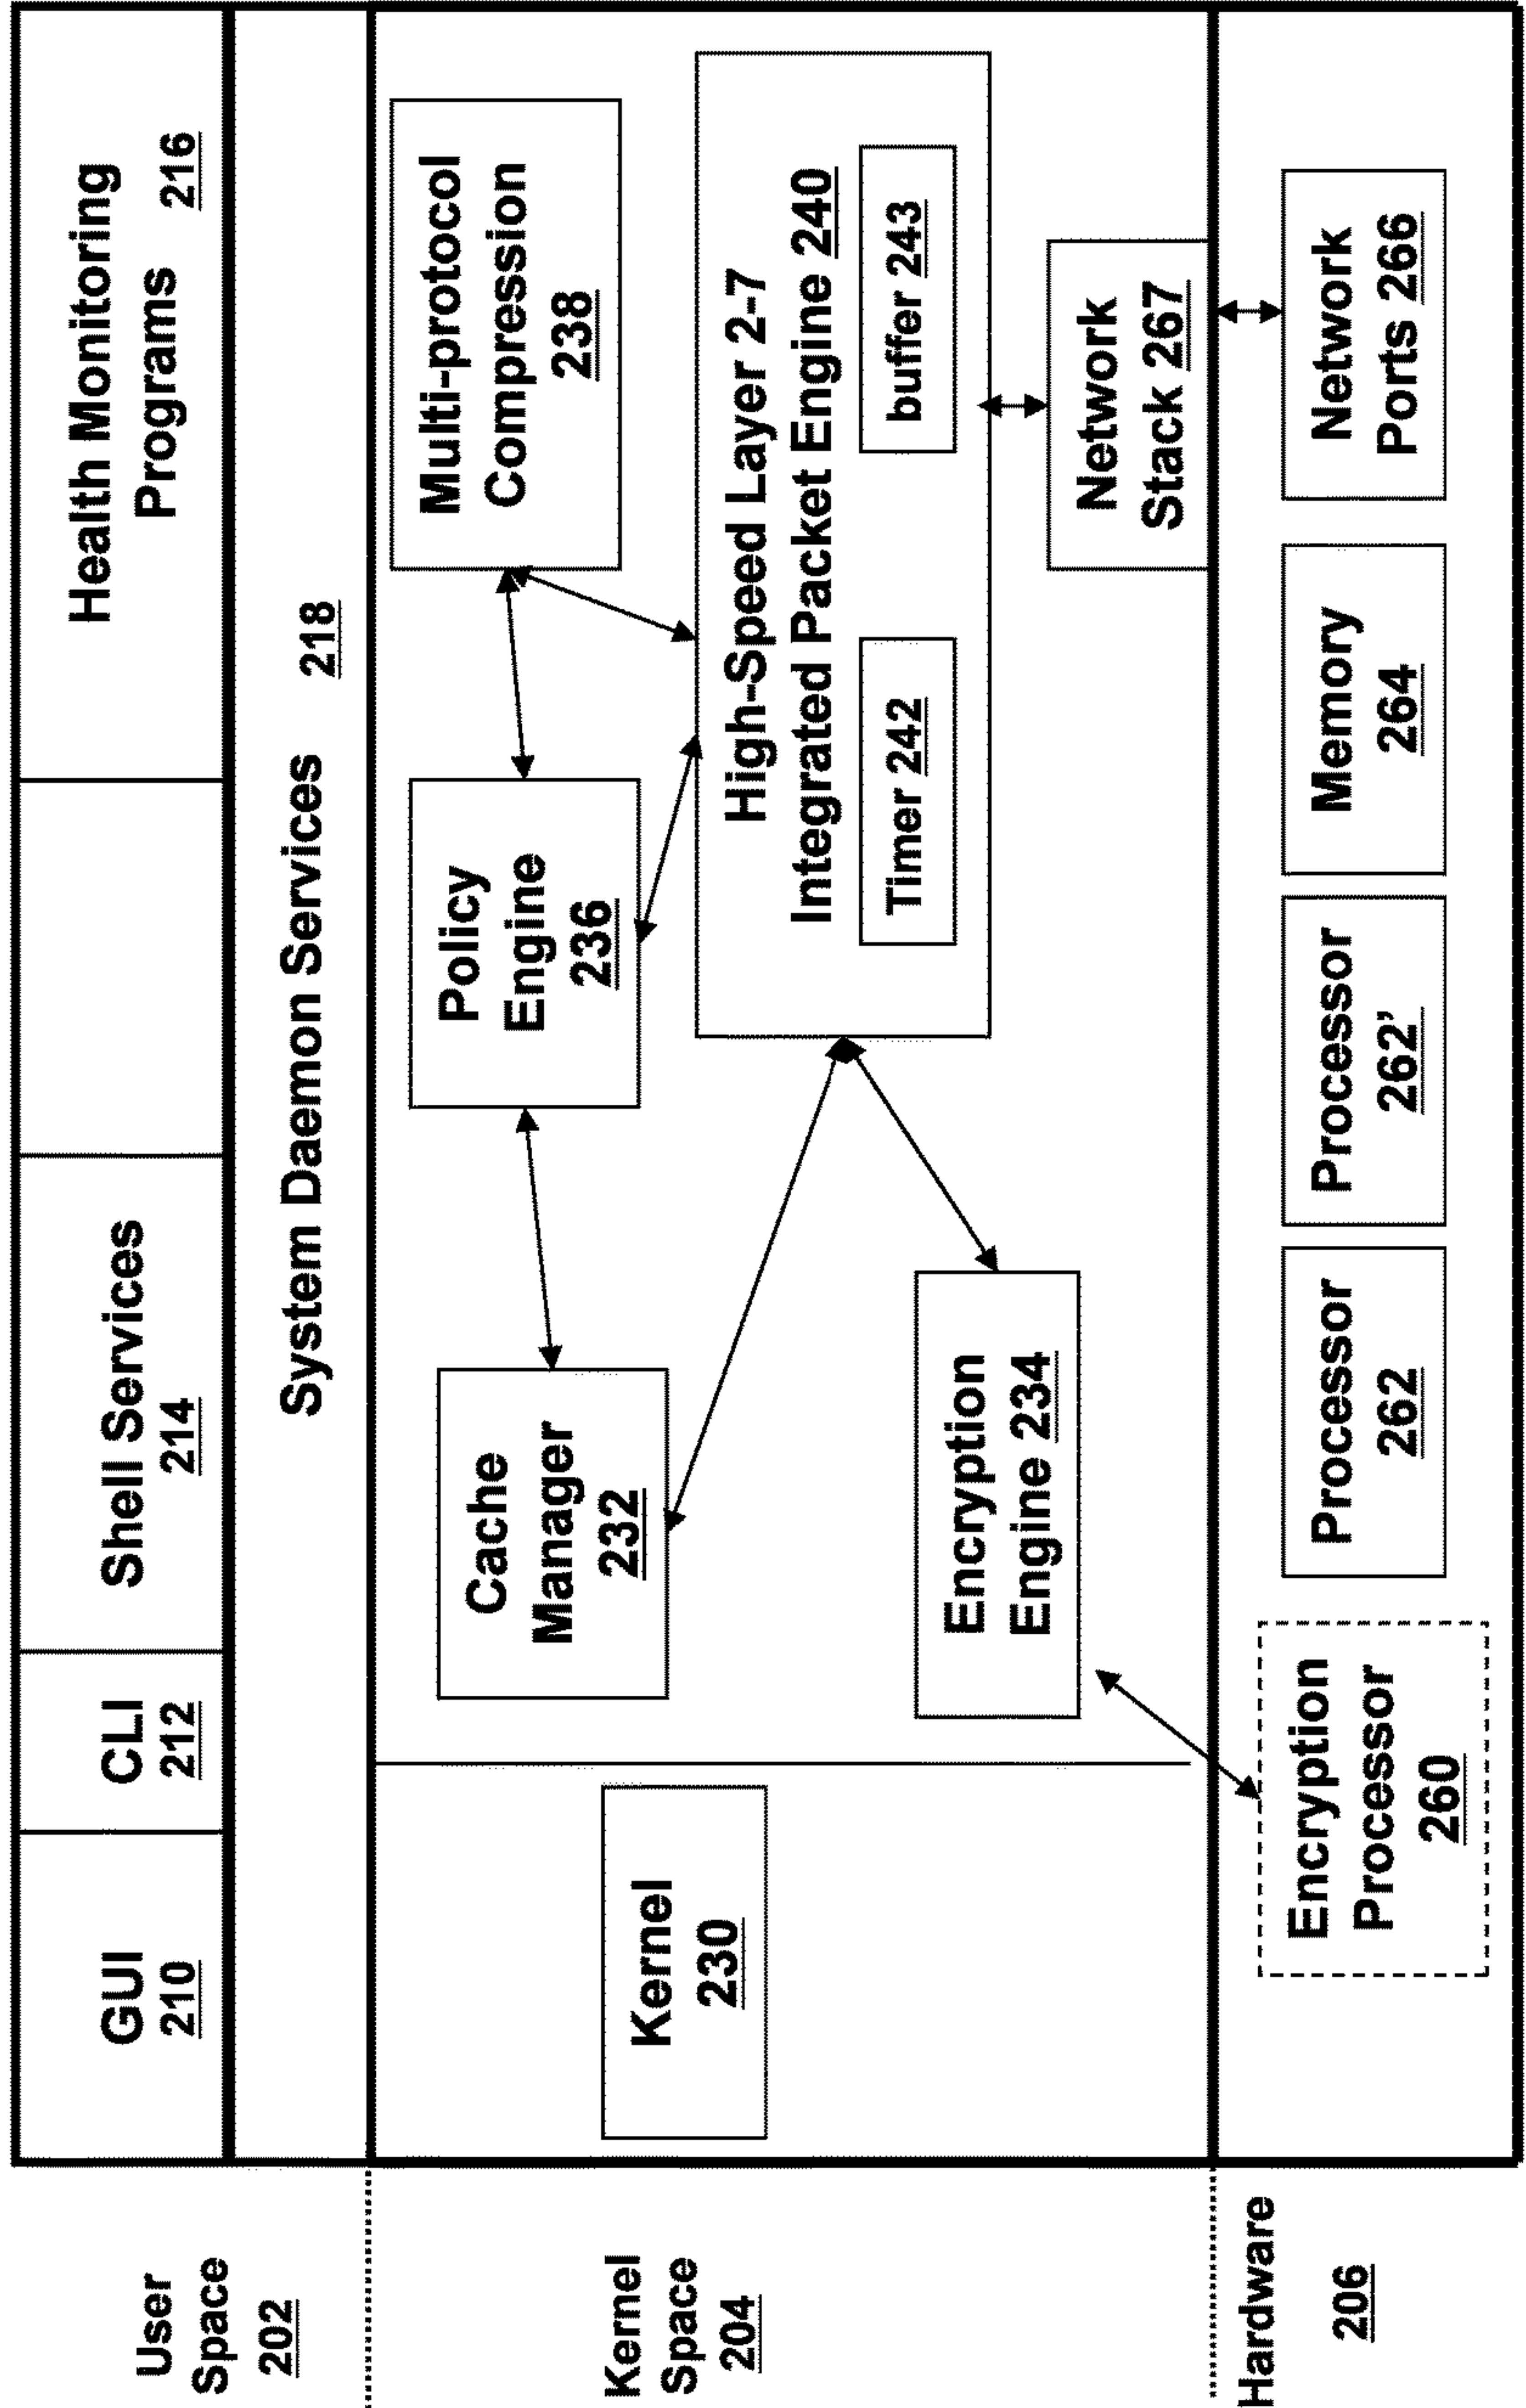 User
Space
202
GUI
210
CLI
212
Shell Services
214
Health Monitoring
Programs 216
System Daemon Services 218
Kernel
Space
204
Kernel
230
Cache
Manager
232
Policy
Engine
236
Multi-protocol
Compression
238
High-Speed Layer 2-7
Integrated Packet Engine 240
Timer 242
buffer 243
Encryption
Engine 234
Network
Stack 267
Hardware
206
Encryption
Processor
260
Processor
262
Processor
262’
Memory
264
Network
Ports 266